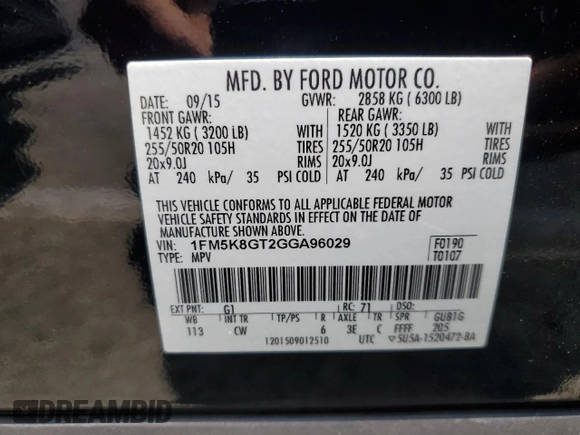 MFD. BY FORD MOTOR CO.
DATE: 09/15 GVWR: 2858 KG ( 6300 LB)
FRONT GAWR: REAR GAWR:
1452 KG ( 3200 LB) WITH 1520 KG ( 3350 LB) WITH
255/50R20 105H TIRES 255/50R20 105H TIRES
20x9.0J RIMS 20x9.0J RIMS
AT 240 kPa/ 35 PSI COLD AT 240 kPa/ 35 PSI COLD
THIS VEHICLE CONFORMS TO ALL APPLICABLE FEDERAL MOTOR
VEHICLE SAFETY STANDARDS IN EFFECT ON THE DATE OF
MANUFACTURE SHOWN ABOVE.
VIN: 1FM5K8GT2GGA96029 F0190
TYPE: MPV T0107
EXT PNT: G1 RC: 71 DSO:
WB INT TR TP/PS R AXLE TR SPR GUB1G
113 CW 6 3E C FFFF 205
1201509012510 UTC 5U5A-1520472-BA
DREAMBID